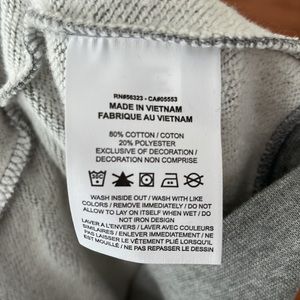 RN#56323 - CA#05553
MADE IN VIETNAM
FABRIQUE AU VIETNAM
80% COTTON / COTON
20% POLYESTER
EXCLUSIVE OF DECORATION /
DECORATION NON COMPRISE
WASH INSIDE OUT / WASH WITH LIKE
COLORS / REMOVE IMMEDIATELY / DO NOT
ALLOW TO LAY ON ITSELF WHEN WET / DO
NOT IRON DESIGN
LAVER A L'ENVERS / LAVER AVEC COULEURS
SIMILAIRES / ENLEVER IMMÉDIATEMENT / NE
PAS LAISSER LE VÊTEMENT PLIÉ LORSQU'IL
EST MOUILLÉ / NE PAS REPASSER LE DESSIN